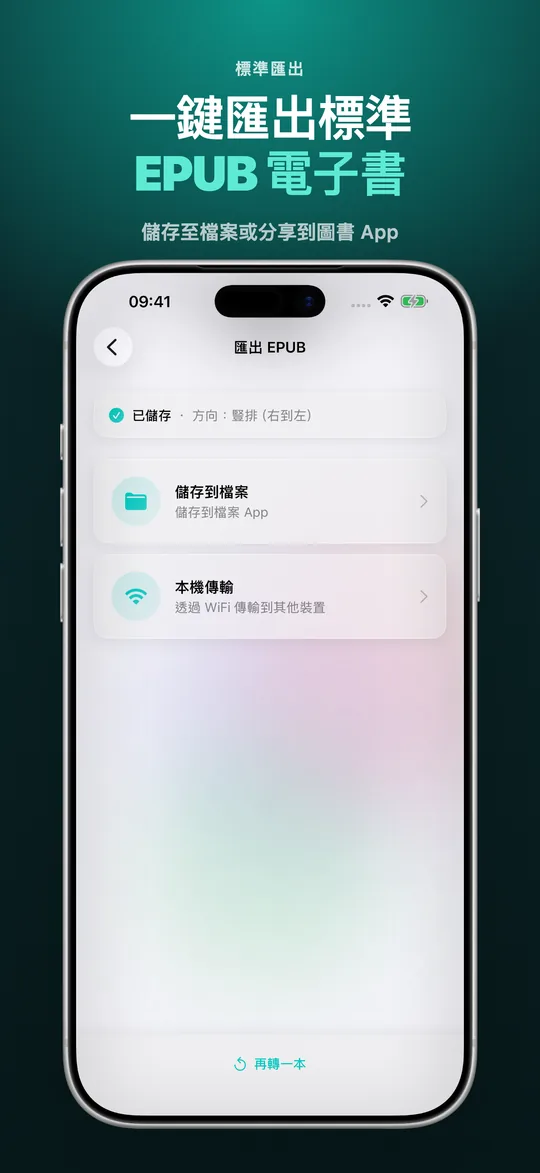 標準匯出
一鍵匯出標準
EPUB 電子書
儲存至檔案或分享到圖書 App
09:41
匯出 EPUB
已儲存 · 方向：豎排 (右到左)
儲存到檔案
儲存到檔案 App
本機傳輸
透過 WiFi 傳輸到其他裝置
再轉一本